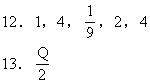 12. 1, 4, 1/9, 2, 4
13. Q/2